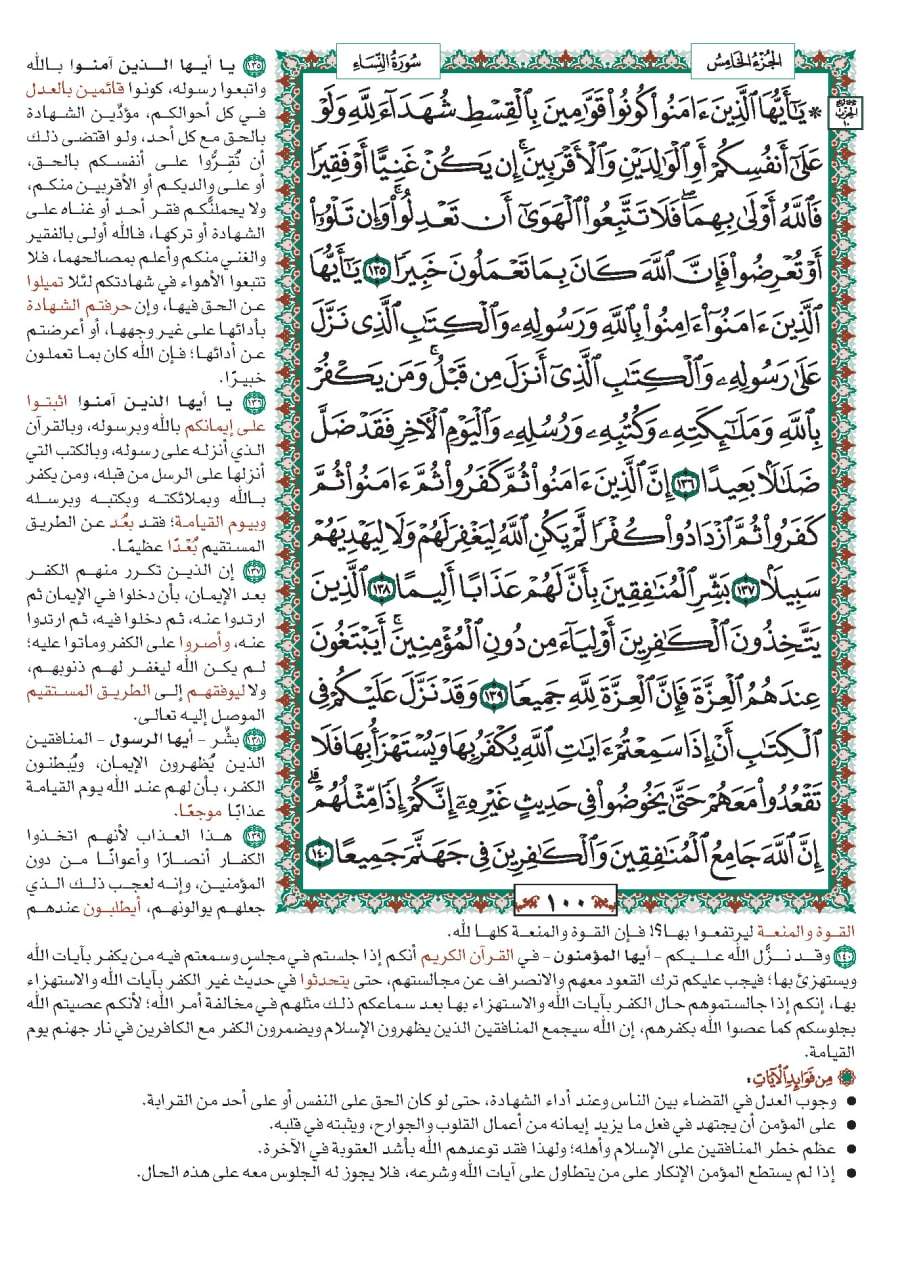 الجزء الخامس
سورة النساء
۞ يَٰٓأَيُّهَا ٱلَّذِينَ ءَامَنُوا۟ كُونُوا۟ قَوَّٰمِينَ بِٱلْقِسْطِ شُهَدَآءَ لِلَّهِ وَلَوْ
عَلَىٰٓ أَنفُسِكُمْ أَوِ ٱلْوَٰلِدَيْنِ وَٱلْأَقْرَبِينَ ۚ إِن يَكُنْ غَنِيًّا أَوْ فَقِيرًا
فَٱللَّهُ أَوْلَىٰ بِهِمَا ۖ فَلَا تَتَّبِعُوا۟ ٱلْهَوَىٰٓ أَن تَعْدِلُوا۟ ۚ وَإِن تَلْوُۥٓا۟
أَوْ تُعْرِضُوا۟ فَإِنَّ ٱللَّهَ كَانَ بِمَا تَعْمَلُونَ خَبِيرًا ١٣٥ يَٰٓأَيُّهَا
ٱلَّذِينَ ءَامَنُوٓا۟ ءَامِنُوا۟ بِٱللَّهِ وَرَسُولِهِۦ وَٱلْكِتَٰبِ ٱلَّذِى نَزَّلَ
عَلَىٰ رَسُولِهِۦ وَٱلْكِتَٰبِ ٱلَّذِىٓ أَنزَلَ مِن قَبْلُ ۚ وَمَن يَكْفُرْ
بِٱللَّهِ وَمَلَٰٓئِكَتِهِۦ وَكُتُبِهِۦ وَرُسُلِهِۦ وَٱلْيَوْمِ ٱلْأَخِرِ فَقَدْ ضَلَّ
ضَلَٰلًۢا بَعِيدًا ١٣٦ إِنَّ ٱلَّذِينَ ءَامَنُوا۟ ثُمَّ كَفَرُوا۟ ثُمَّ ءَامَنُوا۟ ثُمَّ
كَفَرُوا۟ ثُمَّ ٱزْدَادُوا۟ كُفْرًا لَّمْ يَكُنِ ٱللَّهُ لِيَغْفِرَ لَهُمْ وَلَا لِيَهْدِيَهُمْ
سَبِيلًۢا ١٣٧ بَشِّرِ ٱلْمُنَٰفِقِينَ بِأَنَّ لَهُمْ عَذَابًا أَلِيمًا ١٣٨ ٱلَّذِينَ
يَتَّخِذُونَ ٱلْكَٰفِرِينَ أَوْلِيَآءَ مِن دُونِ ٱلْمُؤْمِنِينَ ۚ أَيَبْتَغُونَ
عِندَهُمُ ٱلْعِزَّةَ فَإِنَّ ٱلْعِزَّةَ لِلَّهِ جَمِيعًا ١٣٩ وَقَدْ نَزَّلَ عَلَيْكُمْ فِى
ٱلْكِتَٰبِ أَنْ إِذَا سَمِعْتُمْ ءَايَٰتِ ٱللَّهِ يُكْفَرُ بِهَا وَيُسْتَهْزَأُ بِهَا فَلَا
تَقْعُدُوا۟ مَعَهُمْ حَتَّىٰ يَخُوضُوا۟ فِى حَدِيثٍ غَيْرِهِۦٓ ۚ إِنَّكُمْ إِذًا مِّثْلُهُمْ ۗ
إِنَّ ٱللَّهَ جَامِعُ ٱلْمُنَٰفِقِينَ وَٱلْكَٰفِرِينَ فِى جَهَنَّمَ جَمِيعًا ١٤٠
١٠٠
١٣٥ يا أيها الذين آمنوا بالله
واتبعوا رسوله، كونوا قائمين بالعدل
في كل أحوالكم، مؤدِّين الشهادة
بالحق مع كل أحد، ولو اقتضى ذلك
أن تُقِرُّوا على أنفسكم بالحق،
أو على والديكم أو الأقربين منكم،
ولا يحملنَّكم فقر أحد أو غناه على
الشهادة أو تركها، فالله أولى بالفقير
والغني منكم وأعلم بمصالحهما، فلا
تتبعوا الأهواء في شهادتكم لئلا تميلوا
عن الحق فيها، وإن حرفتم الشهادة
بأدائها على غير وجهها، أو أعرضتم
عن أدائها؛ فإن الله كان بما تعملون
خبيرًا.
١٣٦ يا أيها الذين آمنوا اثبتوا
على إيمانكم بالله وبرسوله، وبالقرآن
الذي أنزله على رسوله، وبالكتب التي
أنزلها على الرسل من قبله، ومن يكفر
بالله وبملائكته وبكتبه وبرسله
وبيوم القيامة؛ فقد بعُد عن الطريق
المستقيم بُعْدًا عظيمًا.
١٣٧ إن الذين تكرر منهم الكفر
بعد الإيمان، بأن دخلوا في الإيمان ثم
ارتدوا عنه، ثم دخلوا فيه، ثم ارتدوا
عنه، وأصروا على الكفر وماتوا عليه؛
لم يكن الله ليغفر لهم ذنوبهم،
ولا ليوفقهم إلى الطريق المستقيم
الموصل إليه تعالى.
١٣٨ بشِّر - أيها الرسول - المنافقين
الذين يُظهرون الإيمان، ويُبطنون
الكفر، بأن لهم عند الله يوم القيامة
عذابًا موجعًا.
١٣٩ هذا العذاب لأنهم اتخذوا
الكفار أنصارًا وأعوانًا من دون
المؤمنين، وإنه لعجب ذلك الذي
جعلهم يوالونهم، أيطلبون عندهم
القوة والمنعة ليرتفعوا بها؟! فإن القوة والمنعة كلها لله.
١٤٠ وقد نزَّل الله عليكم - أيها المؤمنون - في القرآن الكريم أنكم إذا جلستم في مجلس وسمعتم فيه من يكفر بآيات الله
ويستهزئ بها؛ فيجب عليكم ترك القعود معهم والانصراف عن مجالستهم، حتى يتحدثوا في حديث غير الكفر بآيات الله والاستهزاء
بها، إنكم إذا جالستموهم حال الكفر بآيات الله والاستهزاء بها بعد سماعكم ذلك مثلهم في مخالفة أمر الله؛ لأنكم عصيتم الله
بجلوسكم كما عصوا الله بكفرهم، إن الله سيجمع المنافقين الذين يظهرون الإسلام ويضمرون الكفر مع الكافرين في نار جهنم يوم
القيامة.
من فوائد الآيات:
● وجوب العدل في القضاء بين الناس وعند أداء الشهادة، حتى لو كان الحق على النفس أو على أحد من القرابة.
● على المؤمن أن يجتهد في فعل ما يزيد إيمانه من أعمال القلوب والجوارح، ويثبته في قلبه.
● عظم خطر المنافقين على الإسلام وأهله؛ ولهذا فقد توعدهم الله بأشد العقوبة في الآخرة.
● إذا لم يستطع المؤمن الإنكار على من يتطاول على آيات الله وشرعه، فلا يجوز له الجلوس معه على هذه الحال.